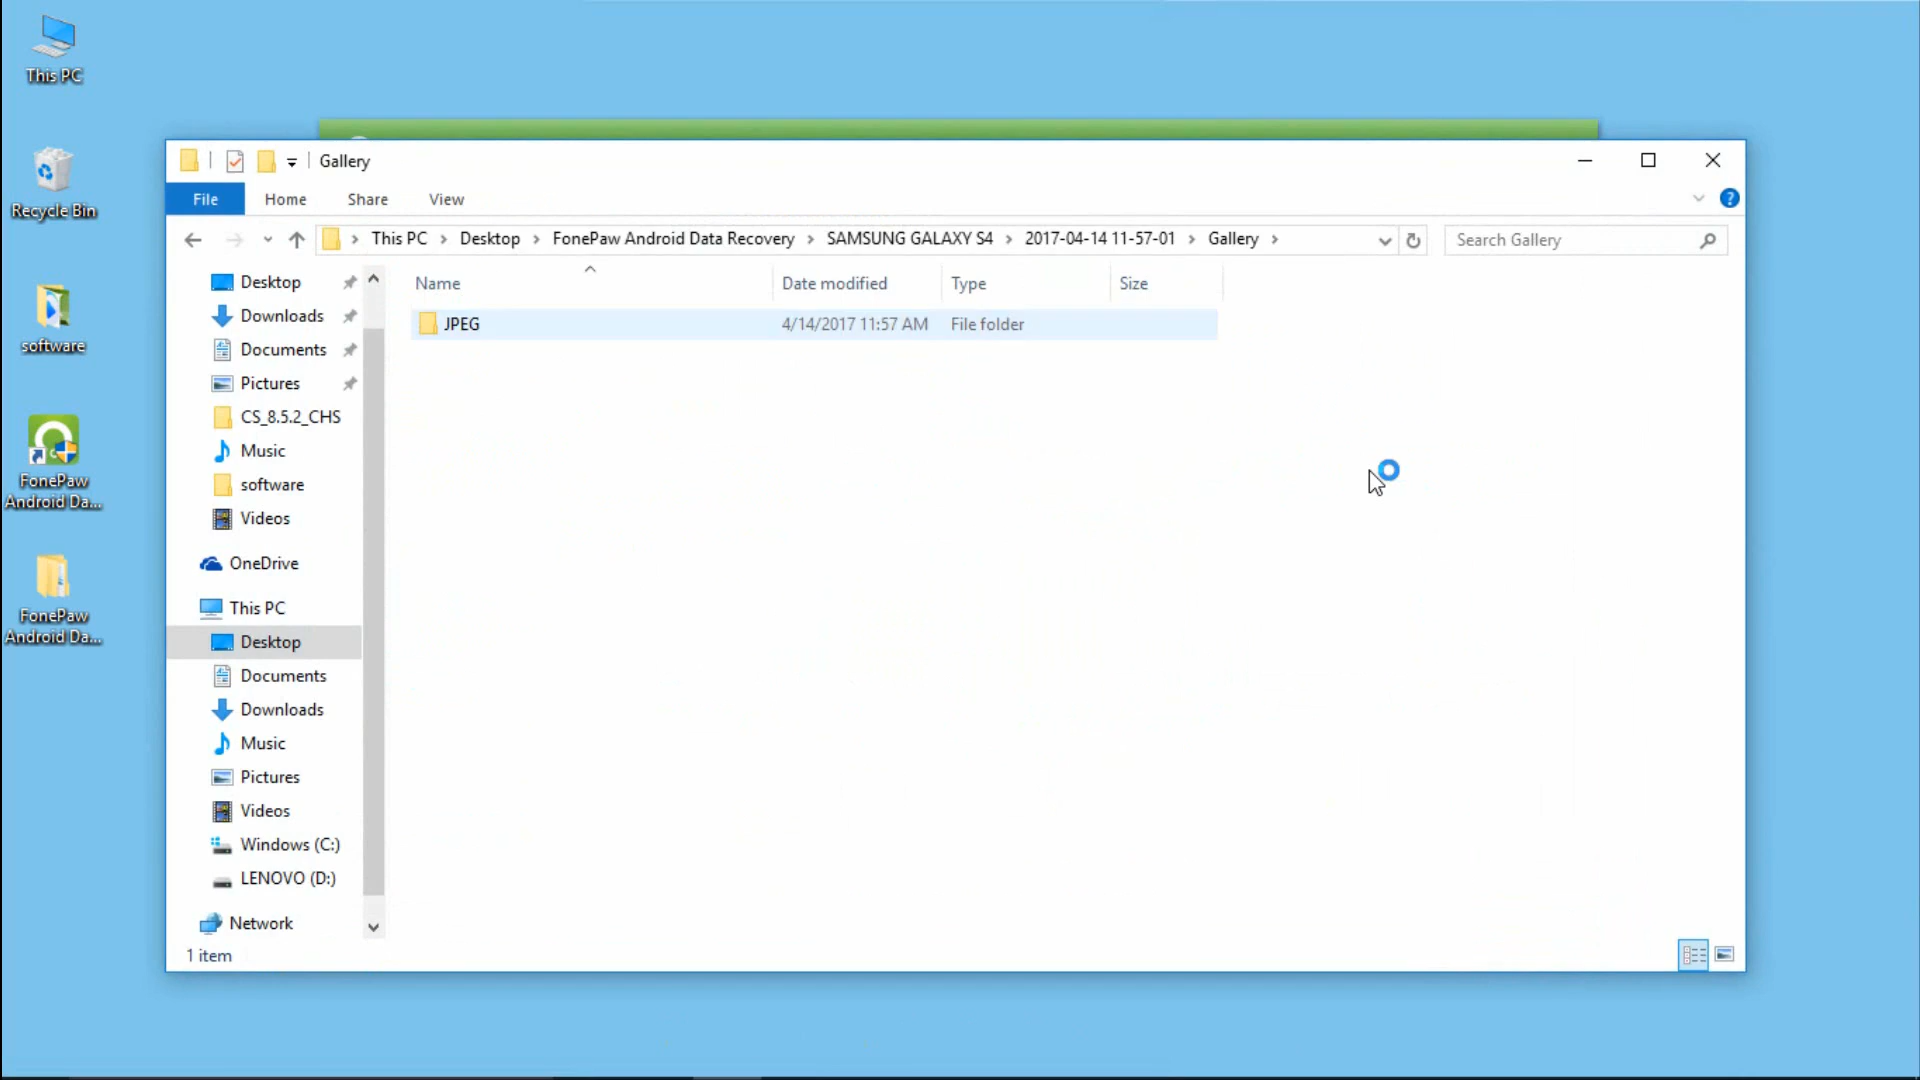 This PC
Recycle Bin
software
FonePaw
Android Da...
FonePaw
Android Da...
Gallery
File Home Share View
?
This PC Desktop FonePaw Android Data Recovery SAMSUNG GALAXY S4 2017-04-14 11-57-01 Gallery
Search Gallery
Desktop
Downloads
Documents
Pictures
CS_8.5.2_CHS
Music
software
Videos
OneDrive
This PC
Desktop
Documents
Downloads
Music
Pictures
Videos
Windows (C:)
LENOVO (D:)
Network
Name Date modified Type Size
JPEG 4/14/2017 11:57 AM File folder
1 item